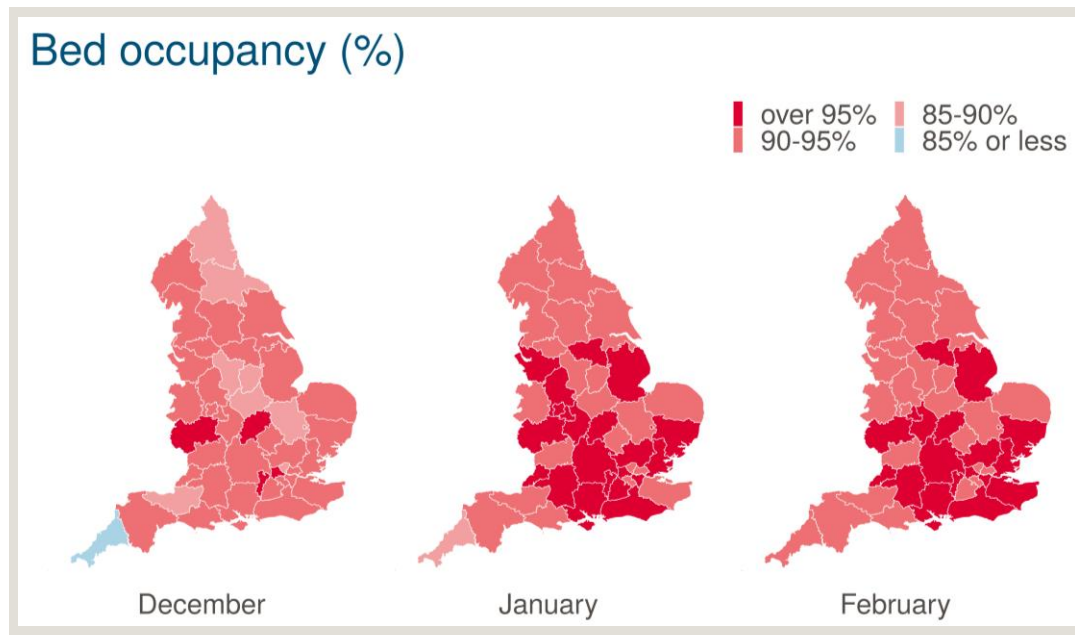 Bed occupancy (%)
over 95% 85-90%
90-95% 85% or less
December January February